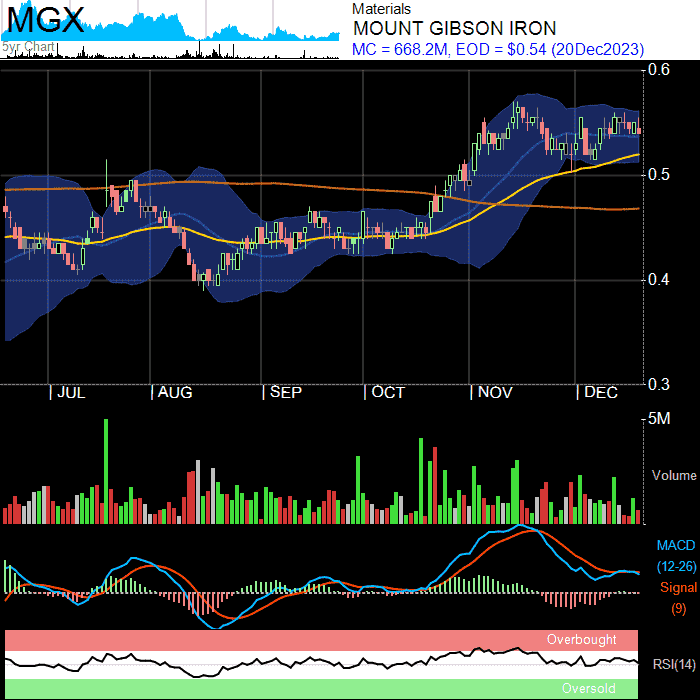 MGX
5yr Chart
Materials
MOUNT GIBSON IRON
MC = 668.2M, EOD = $0.54 (20Dec2023)
0.6
0.5
0.4
0.3
JUL
AUG
SEP
OCT
NOV
DEC
5M
Volume
MACD
(12-26)
Signal
(9)
Overbought
RSI(14)
Oversold